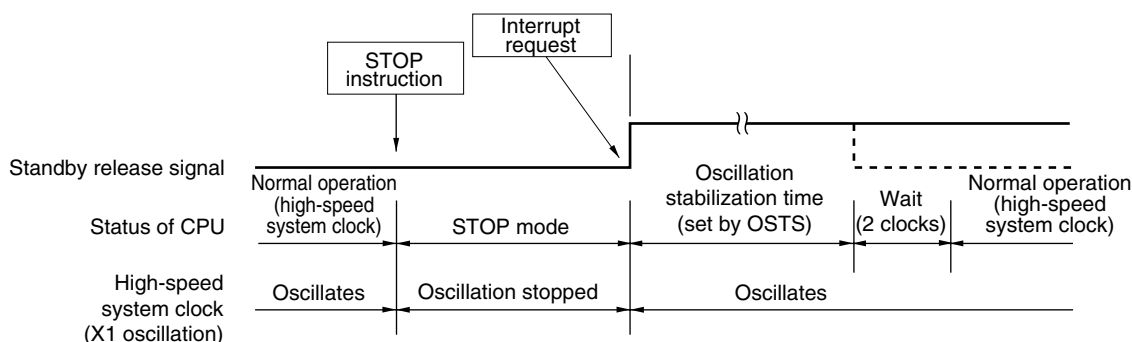 Interrupt
request
STOP
instruction
Standby release signal
Normal operation
(high-speed
system clock)
Oscillation
stabilization time
(set by OSTS)
Wait
(2 clocks)
Normal operation
(high-speed
system clock)
Status of CPU
STOP mode
High-speed
system clock
(X1 oscillation)
Oscillates
Oscillation stopped
Oscillates